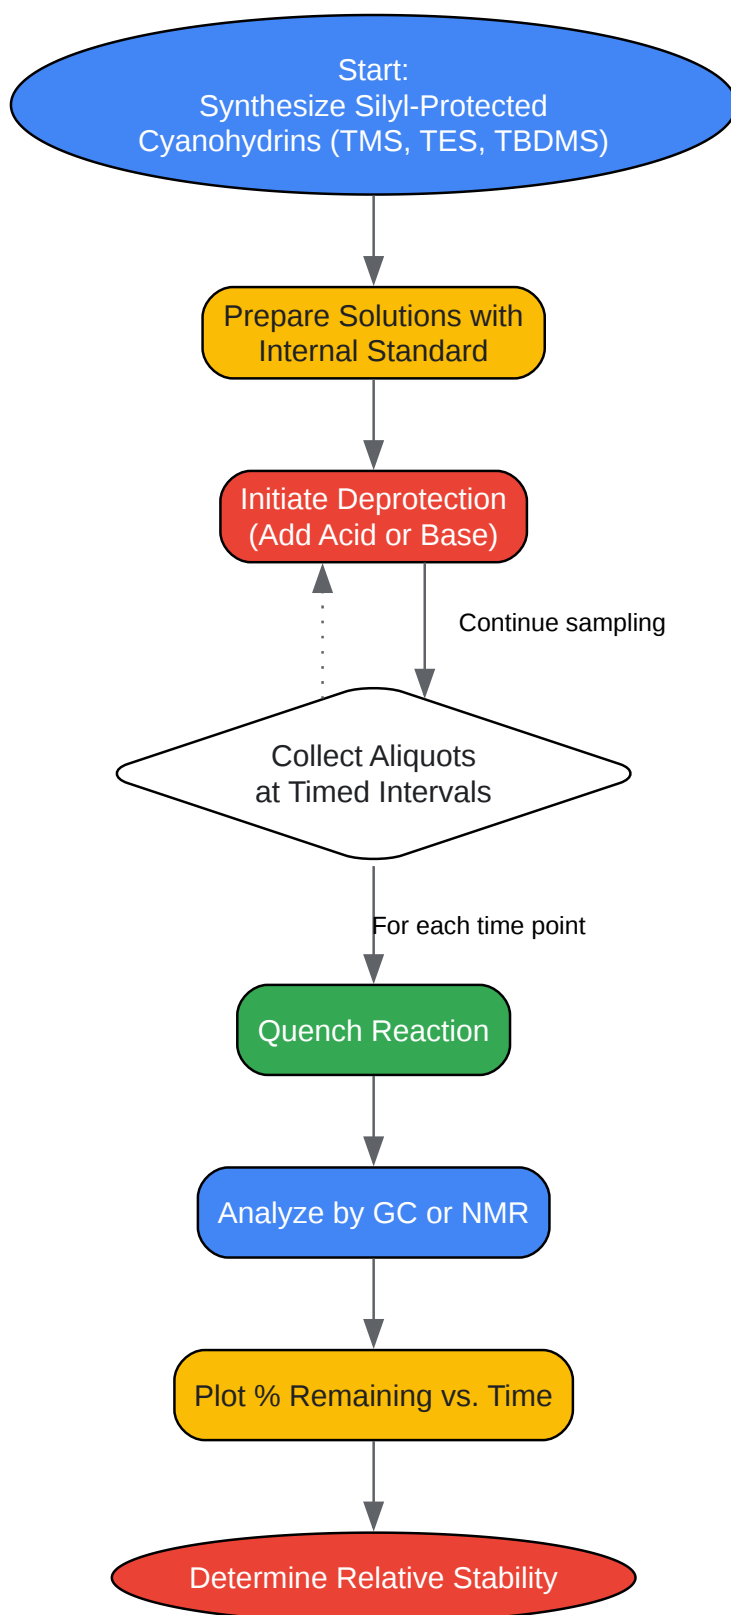 Start:
Synthesize Silyl-Protected
Cyanohydrins (TMS, TES, TBDMS)
Prepare Solutions with
Internal Standard
Initiate Deprotection
(Add Acid or Base)
Continue sampling
Collect Aliquots
at Timed Intervals
For each time point
Quench Reaction
Analyze by GC or NMR
Plot % Remaining vs. Time
Determine Relative Stability